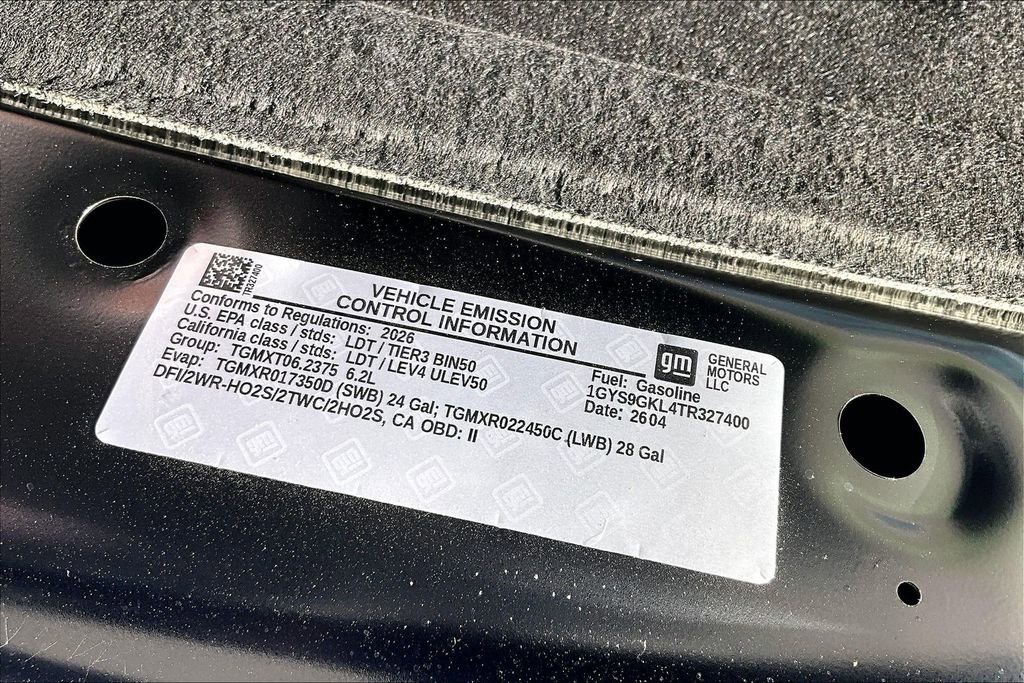 TR327400
VEHICLE EMISSION
CONTROL INFORMATION
gm
GENERAL
MOTORS
LLC
Conforms to Regulations: 2026
U.S. EPA class / stds: LDT / TIER3 BIN50
California class / stds: LDT / LEV4 ULEV50
Group: TGMXT06.2375 6.2L
Evap: TGMXR017350D (SWB) 24 Gal; TGMXR022450C (LWB) 28 Gal
DFI/2WR-HO2S/2TWC/2HO2S, CA OBD: II
Fuel: Gasoline
1GYS9GKL4TR327400
Date: 2604